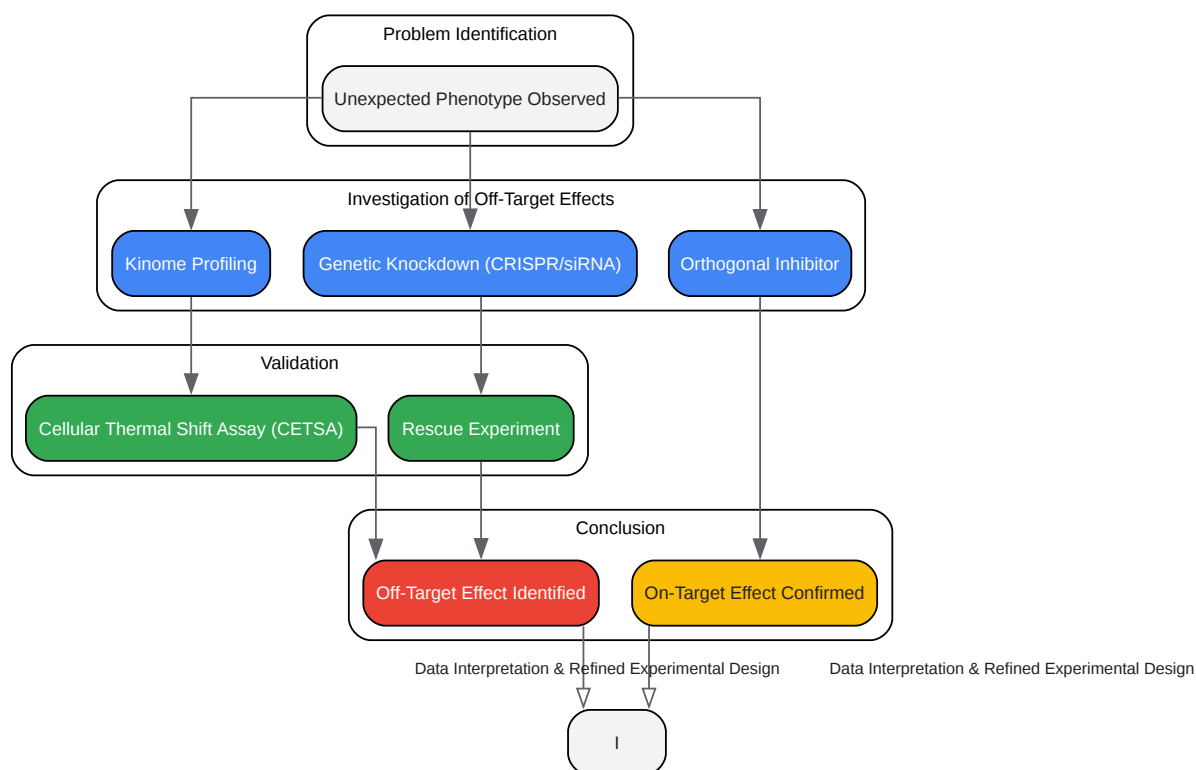 Problem Identification
Unexpected Phenotype Observed
Investigation of Off-Target Effects
Kinome Profiling
Genetic Knockdown (CRISPR/siRNA)
Orthogonal Inhibitor
Validation
Cellular Thermal Shift Assay (CETSA)
Rescue Experiment
Conclusion
Off-Target Effect Identified
On-Target Effect Confirmed
Data Interpretation & Refined Experimental Design
Data Interpretation & Refined Experimental Design
I